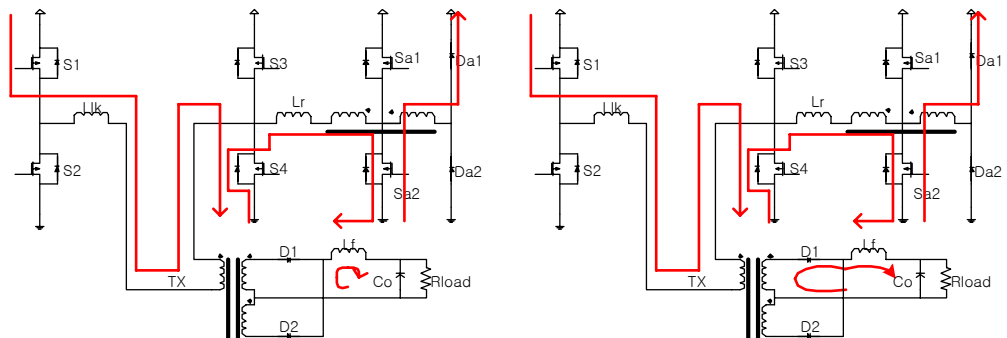 S1
S3
Sa1
Da1
Llk
Lr
S2
S4
Sa2
Da2
D1
Lf
TX
Co
Rload
D2
S1
S3
Sa1
Da1
Llk
Lr
S2
S4
Sa2
Da2
D1
Lf
TX
Co
Rload
D2